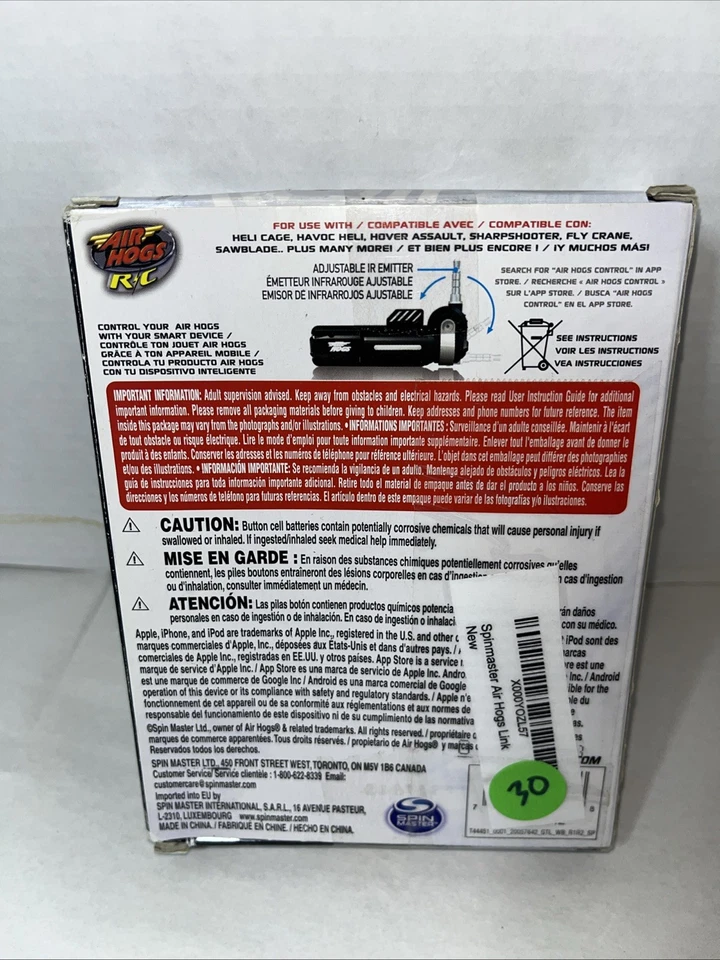 AIR
HOGS
R/C
FOR USE WITH / COMPATIBLE AVEC / COMPATIBLE CON:
HELI CAGE, HAVOC HELI, HOVER ASSAULT, SHARPSHOOTER, FLY CRANE,
SAWBLADE.. PLUS MANY MORE! / ET BIEN PLUS ENCORE ! / ¡Y MUCHOS MÁS!
ADJUSTABLE IR EMITTER
ÉMETTEUR INFRAROUGE AJUSTABLE
EMISOR DE INFRARROJOS AJUSTABLE
SEARCH FOR "AIR HOGS CONTROL" IN APP
STORE. / RECHERCHE « AIR HOGS CONTROL »
SUR L'APP STORE. / BUSCA "AIR HOGS
CONTROL" EN EL APP STORE.
CONTROL YOUR AIR HOGS
WITH YOUR SMART DEVICE /
CONTRÔLE TON JOUET AIR HOGS
GRÂCE À TON APPAREIL MOBILE /
CONTROLA TU PRODUCTO AIR HOGS
CON TU DISPOSITIVO INTELIGENTE
HOGS
SEE INSTRUCTIONS
VOIR LES INSTRUCTIONS
VEA INSTRUCCIONES
IMPORTANT INFORMATION: Adult supervision advised. Keep away from obstacles and electrical hazards. Please read User Instruction Guide for additional
important information. Please remove all packaging materials before giving to children. Keep addresses and phone numbers for future reference. The item
inside this package may vary from the photographs and/or illustrations. • INFORMATIONS IMPORTANTES : Surveillance d'un adulte conseillée. Maintenir à l'écart
de tout obstacle ou risque électrique. Lire le mode d'emploi pour toute information importante supplémentaire. Enlever tout l'emballage avant de donner le
produit à des enfants. Conserver les adresses et les numéros de téléphone pour référence ultérieure. L'objet dans cet emballage peut différer des photographies
et/ou des illustrations. • INFORMACIÓN IMPORTANTE: Se recomienda la vigilancia de un adulto. Mantenga alejado de obstáculos y peligros eléctricos. Lea la
guía de instrucciones para toda información importante adicional. Retire todo el material de empaque antes de dar el producto a los niños. Conserve las
direcciones y los números de teléfono para futuras referencias. El artículo dentro de este empaque puede variar de las fotografías y/o ilustraciones.
CAUTION: Button cell batteries contain potentially corrosive chemicals that will cause personal injury if
swallowed or inhaled. If ingested/inhaled seek medical help immediately.
MISE EN GARDE : En raison des substances chimiques potentiellement corrosives qu'elles
contiennent, les piles boutons entraîneront des lésions corporelles en cas d'ingestion cas d'ingestion
ou d'inhalation, consulter immédiatement un médecin.
ATENCIÓN: Las pilas botón contienen productos químicos potencia rán daños
personales en caso de ingestión o de inhalación. En caso de ingestión o inhalaci con su médico.
Apple, iPhone, and iPod are trademarks of Apple Inc., registered in the U.S. and other c iPod sont des
marques commerciales d'Apple, Inc., déposées aux États-Unis et dans d'autres pays. / arcas
comerciales de Apple Inc., registradas en EE.UU. y otros países. App Store is a service r re est une
marque de service d'Apple Inc. / App Store es una marca de servicio de Apple Inc. Andro Inc. / Android
est une marque de commerce de Google Inc / Android es una marca comercial de Google ible for the
operation of this device or its compliance with safety and regulatory standards. / Apple n'e le du
fonctionnement de cet appareil ou de sa conformité aux réglementations et aux normes de
responsable del funcionamiento de este dispositivo ni de su cumplimiento de las normativa
©Spin Master Ltd., owner of Air Hogs® & related trademarks. All rights reserved. / propriétaire
marques de commerce apparentées. Tous droits réservés. / propietario de Air Hogs® y marcas
Reservados todos los derechos.
SPIN MASTER LTD., 450 FRONT STREET WEST, TORONTO, ON M5V 1B6 CANADA
Customer Service/ Service clientèle : 1-800-622-8339 Email:
customercare@spinmaster.com
Imported into EU by
SPIN MASTER INTERNATIONAL, S.A.R.L., 16 AVENUE PASTEUR,
L-2310, LUXEMBOURG www.spinmaster.com
MADE IN CHINA. / FABRIQUÉ EN CHINE. / HECHO EN CHINA.
SPIN
MASTER
X000YOZL57
Spinmaster Air Hogs Link
New
30
OM
7